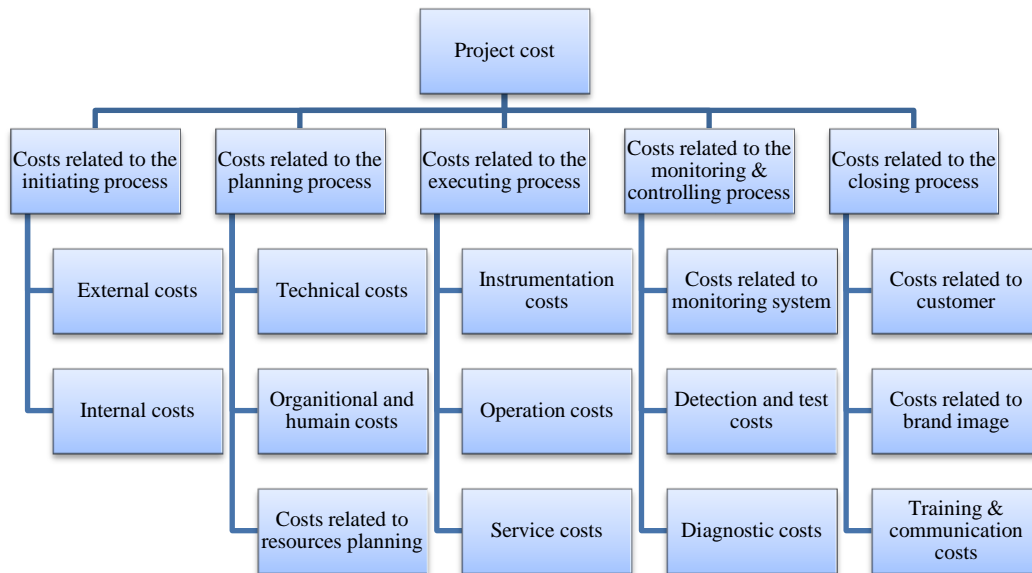 Project cost
Costs related to the
initiating process
Costs related to the
planning process
Costs related to the
executing process
Costs related to the
monitoring &
controlling process
Costs related to the
closing process
External costs
Technical costs
Instrumentation
costs
Costs related to
monitoring system
Costs related to
customer
Internal costs
Organitional and
human costs
Operation costs
Detection and test
costs
Costs related to
brand image
Costs related to
resources planning
Service costs
Diagnostic costs
Training &
communication
costs